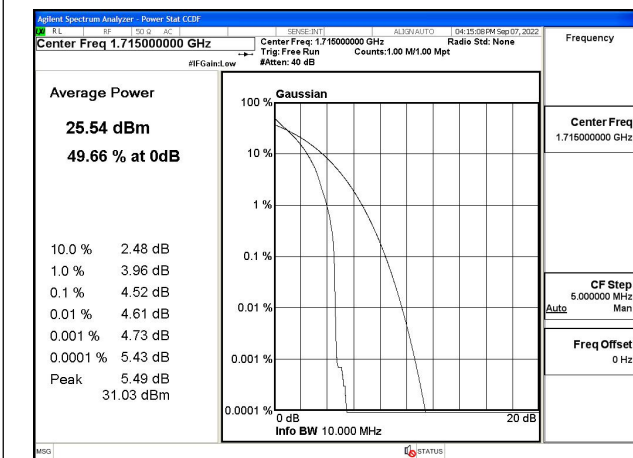 Agilent Spectrum Analyzer - Power Stat CCDF
LXI RL RF 50 Ω AC SENSE:INT ALIGN AUTO 04:15:08 PM Sep 07, 2022
Center Freq 1.715000000 GHz
Center Freq: 1.715000000 GHz Radio Std: None
Trig: Free Run Counts:1.00 M/1.00 Mpt
#IFGain:Low #Atten: 40 dB
Frequency
Average Power
25.54 dBm
49.66 % at 0dB
10.0 % 2.48 dB
1.0 % 3.96 dB
0.1 % 4.52 dB
0.01 % 4.61 dB
0.001 % 4.73 dB
0.0001 % 5.43 dB
Peak 5.49 dB
31.03 dBm
Gaussian
100 %
10 %
1 %
0.1 %
0.01 %
0.001 %
0.0001 %
0 dB 20 dB
Info BW 10.000 MHz
Center Freq
1.715000000 GHz
CF Step
5.000000 MHz
Auto Man
Freq Offset
0 Hz
MSG STATUS